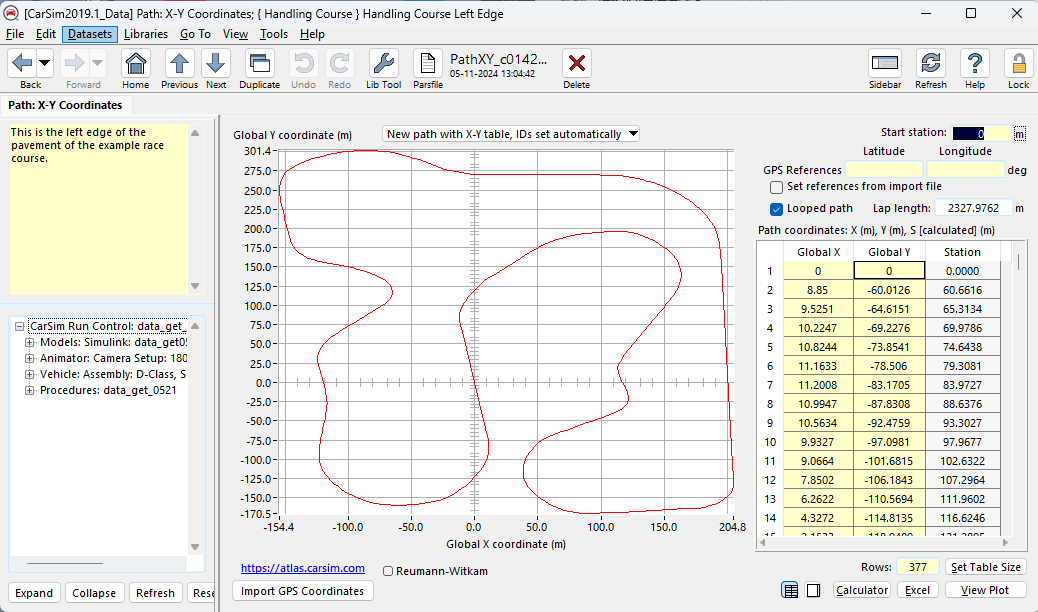 [CarSim2019.1_Data] Path: X-Y Coordinates; { Handling Course } Handling Course Left Edge
File Edit Datasets Libraries Go To View Tools Help
PathXY_c0142...
05-11-2024 13:04:42
Back Forward Home Previous Next Duplicate Undo Redo Lib Tool Parsfile Delete Sidebar Refresh Help Lock
Path: X-Y Coordinates
This is the left edge of the
pavement of the example race
course.
CarSim Run Control: data_get_
Models: Simulink: data_get0
Animator: Camera Setup: 180
Vehicle: Assembly: D-Class, S
Procedures: data_get_0521
Expand Collapse Refresh Rese
Global Y coordinate (m)
New path with X-Y table, IDs set automatically
301.4
275.0
250.0
225.0
200.0
175.0
150.0
125.0
100.0
75.0
50.0
25.0
0.0
-25.0
-50.0
-75.0
-100.0
-125.0
-150.0
-170.5
-154.4 -100.0 -50.0 0.0 50.0 100.0 150.0 204.8
Global X coordinate (m)
https://atlas.carsim.com
Reumann-Witkam
Import GPS Coordinates
Start station: 0 m
Latitude Longitude
GPS References deg
Set references from import file
Looped path Lap length: 2327.9762 m
Path coordinates: X (m), Y (m), S [calculated] (m)
Global X Global Y Station
1 0 0 0.0000
2 8.85 -60.0126 60.6616
3 9.5251 -64.6151 65.3134
4 10.2247 -69.2276 69.9786
5 10.8244 -73.8541 74.6438
6 11.1633 -78.506 79.3081
7 11.2008 -83.1705 83.9727
8 10.9947 -87.8308 88.6376
9 10.5634 -92.4759 93.3027
10 9.9327 -97.0981 97.9677
11 9.0664 -101.6815 102.6322
12 7.8502 -106.1843 107.2964
13 6.2622 -110.5694 111.9602
14 4.3272 -114.8135 116.6246
Rows: 377 Set Table Size
Calculator Excel View Plot